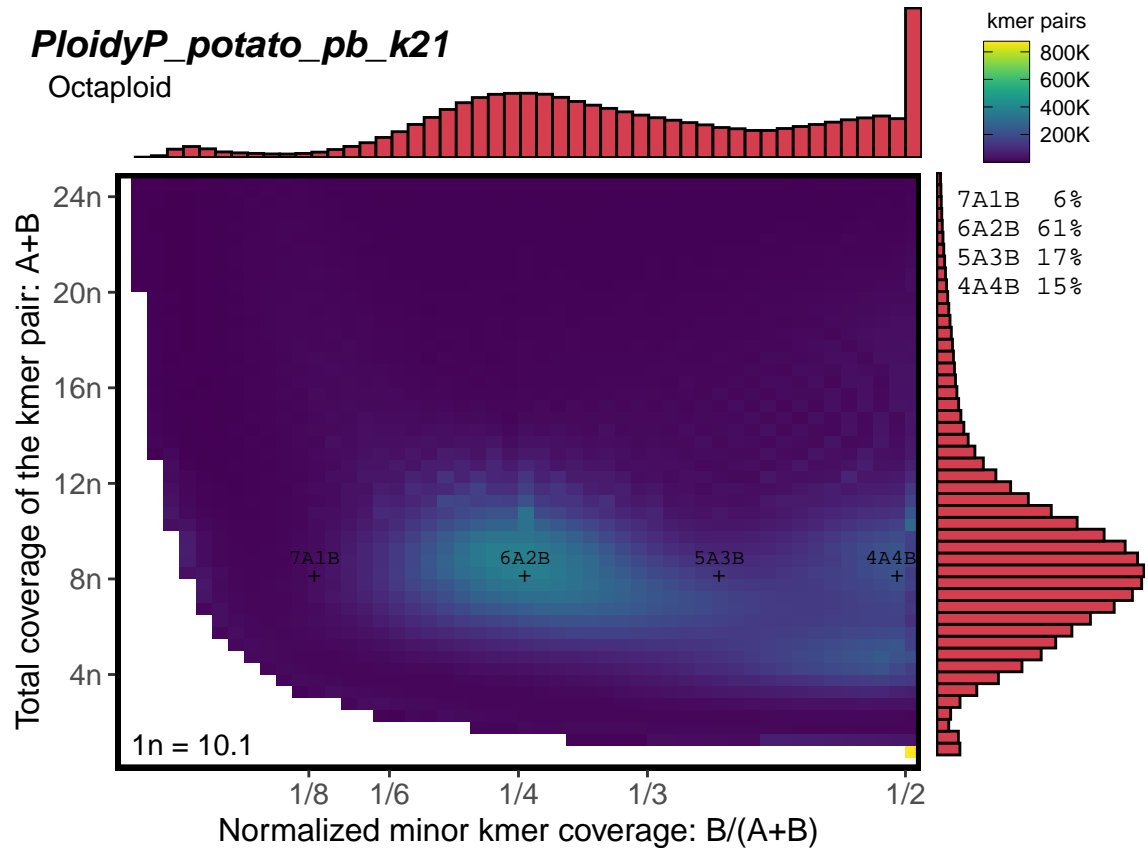 PloidyP_potato_pb_k21
Octaploid
kmer pairs
800K
600K
400K
200K
7A1B 6%
6A2B 61%
5A3B 17%
4A4B 15%
Total coverage of the kmer pair: A+B
24n
20n
16n
12n
8n
4n
7A1B
6A2B
5A3B
4A4B
1n = 10.1
1/8
1/6
1/4
1/3
1/2
Normalized minor kmer coverage: B/(A+B)